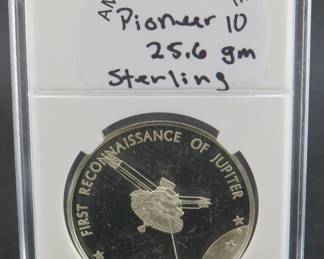 Pioneer 10
25.6 gm
Sterling
FIRST RECONNAISSANCE OF JUPITER